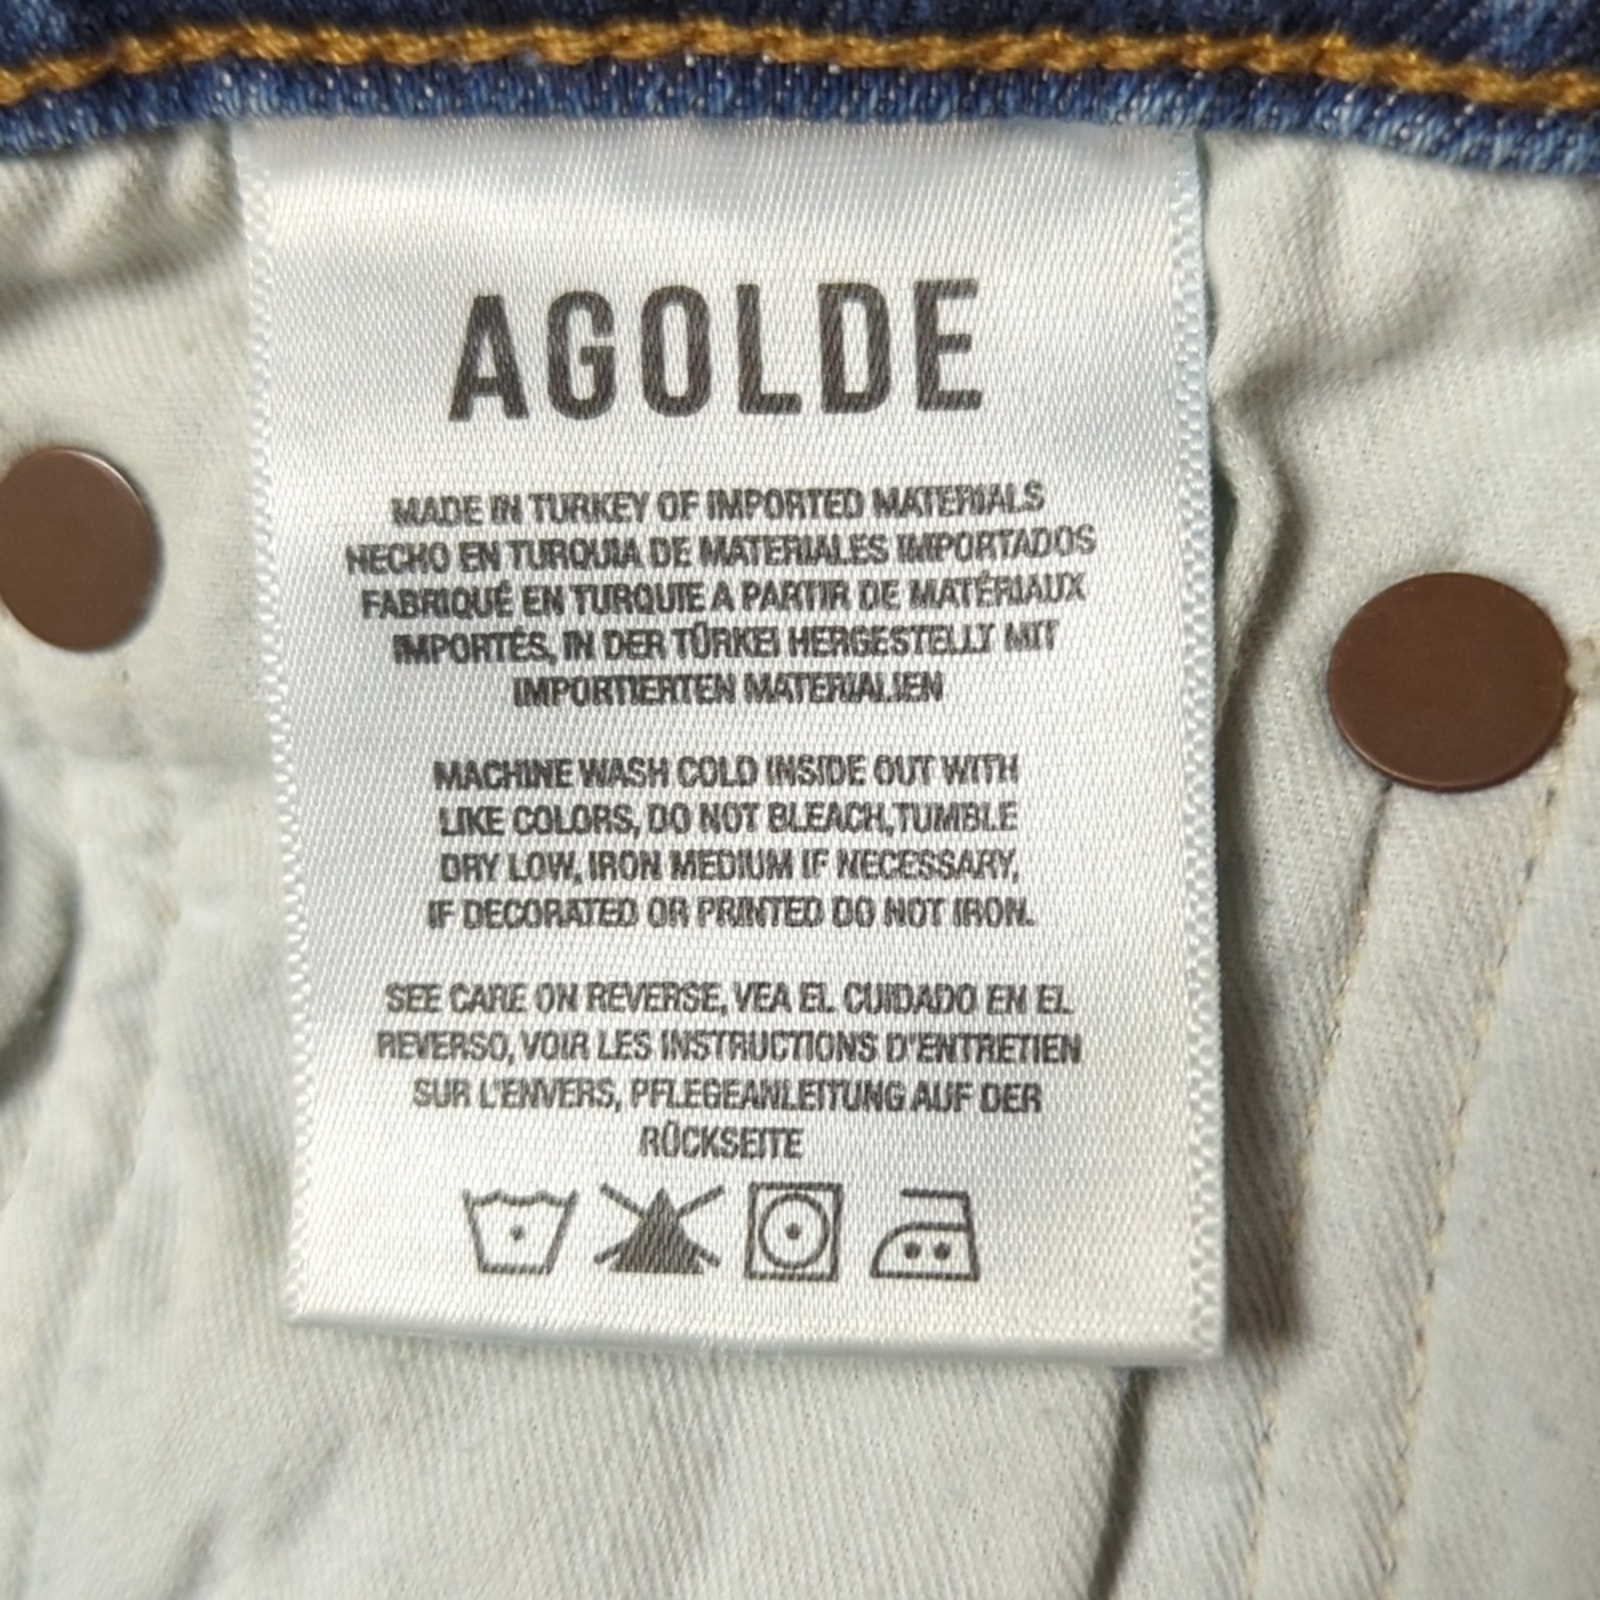 AGOLDE
MADE IN TURKEY OF IMPORTED MATERIALS
HECHO EN TURQUIA DE MATERIALES IMPORTADOS
FABRIQUÉ EN TURQUIE A PARTIR DE MATÉRIAUX
IMPORTÉS, IN DER TÜRKEI HERGESTELLT MIT
IMPORTIERTEN MATERIALIEN
MACHINE WASH COLD INSIDE OUT WITH
LIKE COLORS, DO NOT BLEACH,TUMBLE
DRY LOW, IRON MEDIUM IF NECESSARY,
IF DECORATED OR PRINTED DO NOT IRON.
SEE CARE ON REVERSE, VEA EL CUIDADO EN EL
REVERSO, VOIR LES INSTRUCTIONS D'ENTRETIEN
SUR L'ENVERS, PFLEGEANLEITUNG AUF DER
RÜCKSEITE